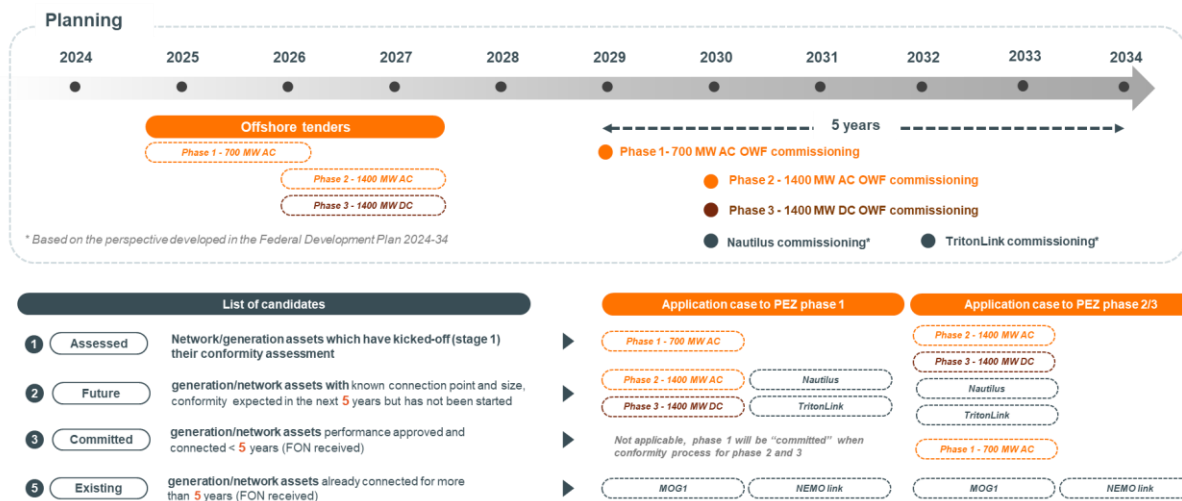 Planning
2024 2025 2026 2027 2028 2029 2030 2031 2032 2033 2034
Offshore tenders
5 years
Phase 1 - 700 MW AC
Phase 1- 700 MW AC OWF commissioning
Phase 2 - 1400 MW AC
Phase 2 - 1400 MW AC OWF commissioning
Phase 3 - 1400 MW DC
Phase 3 - 1400 MW DC OWF commissioning
* Based on the perspective developed in the Federal Development Plan 2024-34
Nautilus commissioning*
TritonLink commissioning*
List of candidates
Application case to PEZ phase 1
Application case to PEZ phase 2/3
1 Assessed
Network/generation assets which have kicked-off (stage 1)
their conformity assessment
Phase 1 - 700 MW AC
Phase 2 - 1400 MW AC
Phase 3 - 1400 MW DC
2 Future
generation/network assets with known connection point and size,
conformity expected in the next 5 years but has not been started
Phase 2 - 1400 MW AC
Nautilus
Phase 3 - 1400 MW DC
TritonLink
Nautilus
TritonLink
3 Committed
generation/network assets performance approved and
connected < 5 years (FON received)
Not applicable, phase 1 will be “committed” when
conformity process for phase 2 and 3
Phase 1 - 700 MW AC
5 Existing
generation/network assets already connected for more
than 5 years (FON received)
MOG1
NEMO link
MOG1
NEMO link